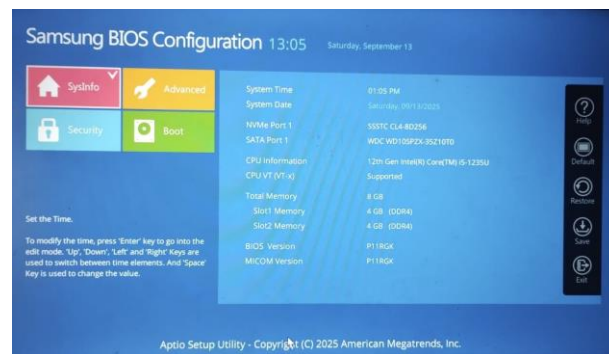 Samsung BIOS Configuration 13:05 Saturday, September 13
SysInfo
Advanced
Security
Boot
System Time 01:05 PM
System Date Saturday, 09/13/2025
NVMe Port 1 SSSTC CL4-8D256
SATA Port 1 WDC WD10SPZX-35Z10T0
CPU Information 12th Gen Intel(R) Core(TM) i5-1235U
CPU VT (VT-x) Supported
Total Memory 8 GB
Slot1 Memory 4 GB (DDR4)
Slot2 Memory 4 GB (DDR4)
BIOS Version P11RGK
MICOM Version P11RGK
Set the Time.
To modify the time, press 'Enter' key to go into the
edit mode. 'Up', 'Down', 'Left' and 'Right' Keys are
used to switch between time elements. And 'Space'
Key is used to change the value.
Help
Default
Restore
Save
Exit
Aptio Setup Utility - Copyright (C) 2025 American Megatrends, Inc.